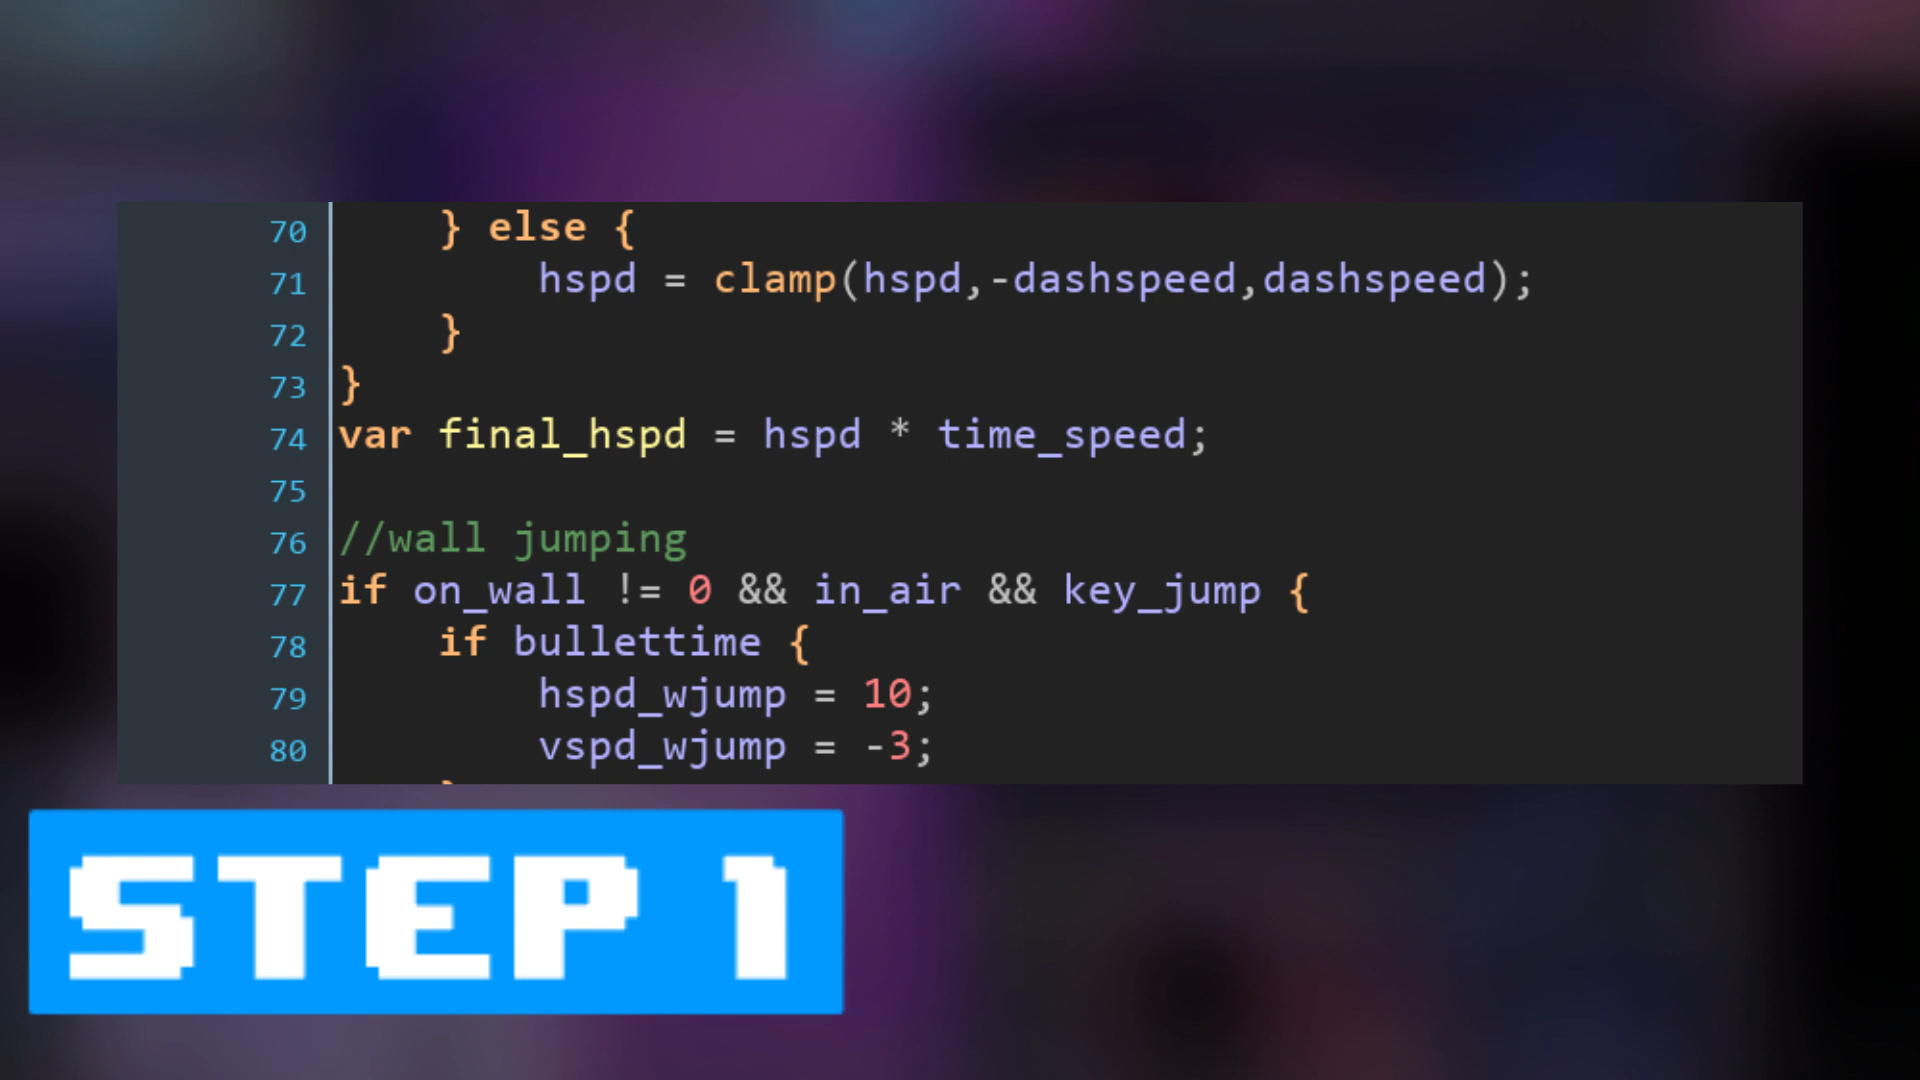 70 } else {
71 hspd = clamp(hspd,-dashspeed,dashspeed);
72 }
73 }
74 var final_hspd = hspd * time_speed;
75
76 //wall jumping
77 if on_wall != 0 && in_air && key_jump {
78 if bullettime {
79 hspd_wjump = 10;
80 vspd_wjump = -3;
STEP 1